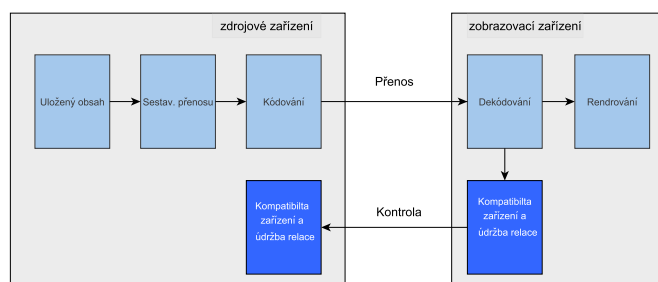 zdrojové zařízení
zobrazovací zařízení
Uložený obsah
Sestav. přenosu
Kódování
Přenos
Dekódování
Rendrování
Kompatibilta
zařízení a
údržba relace
Kontrola
Kompatibilta
zařízení a
údržba relace